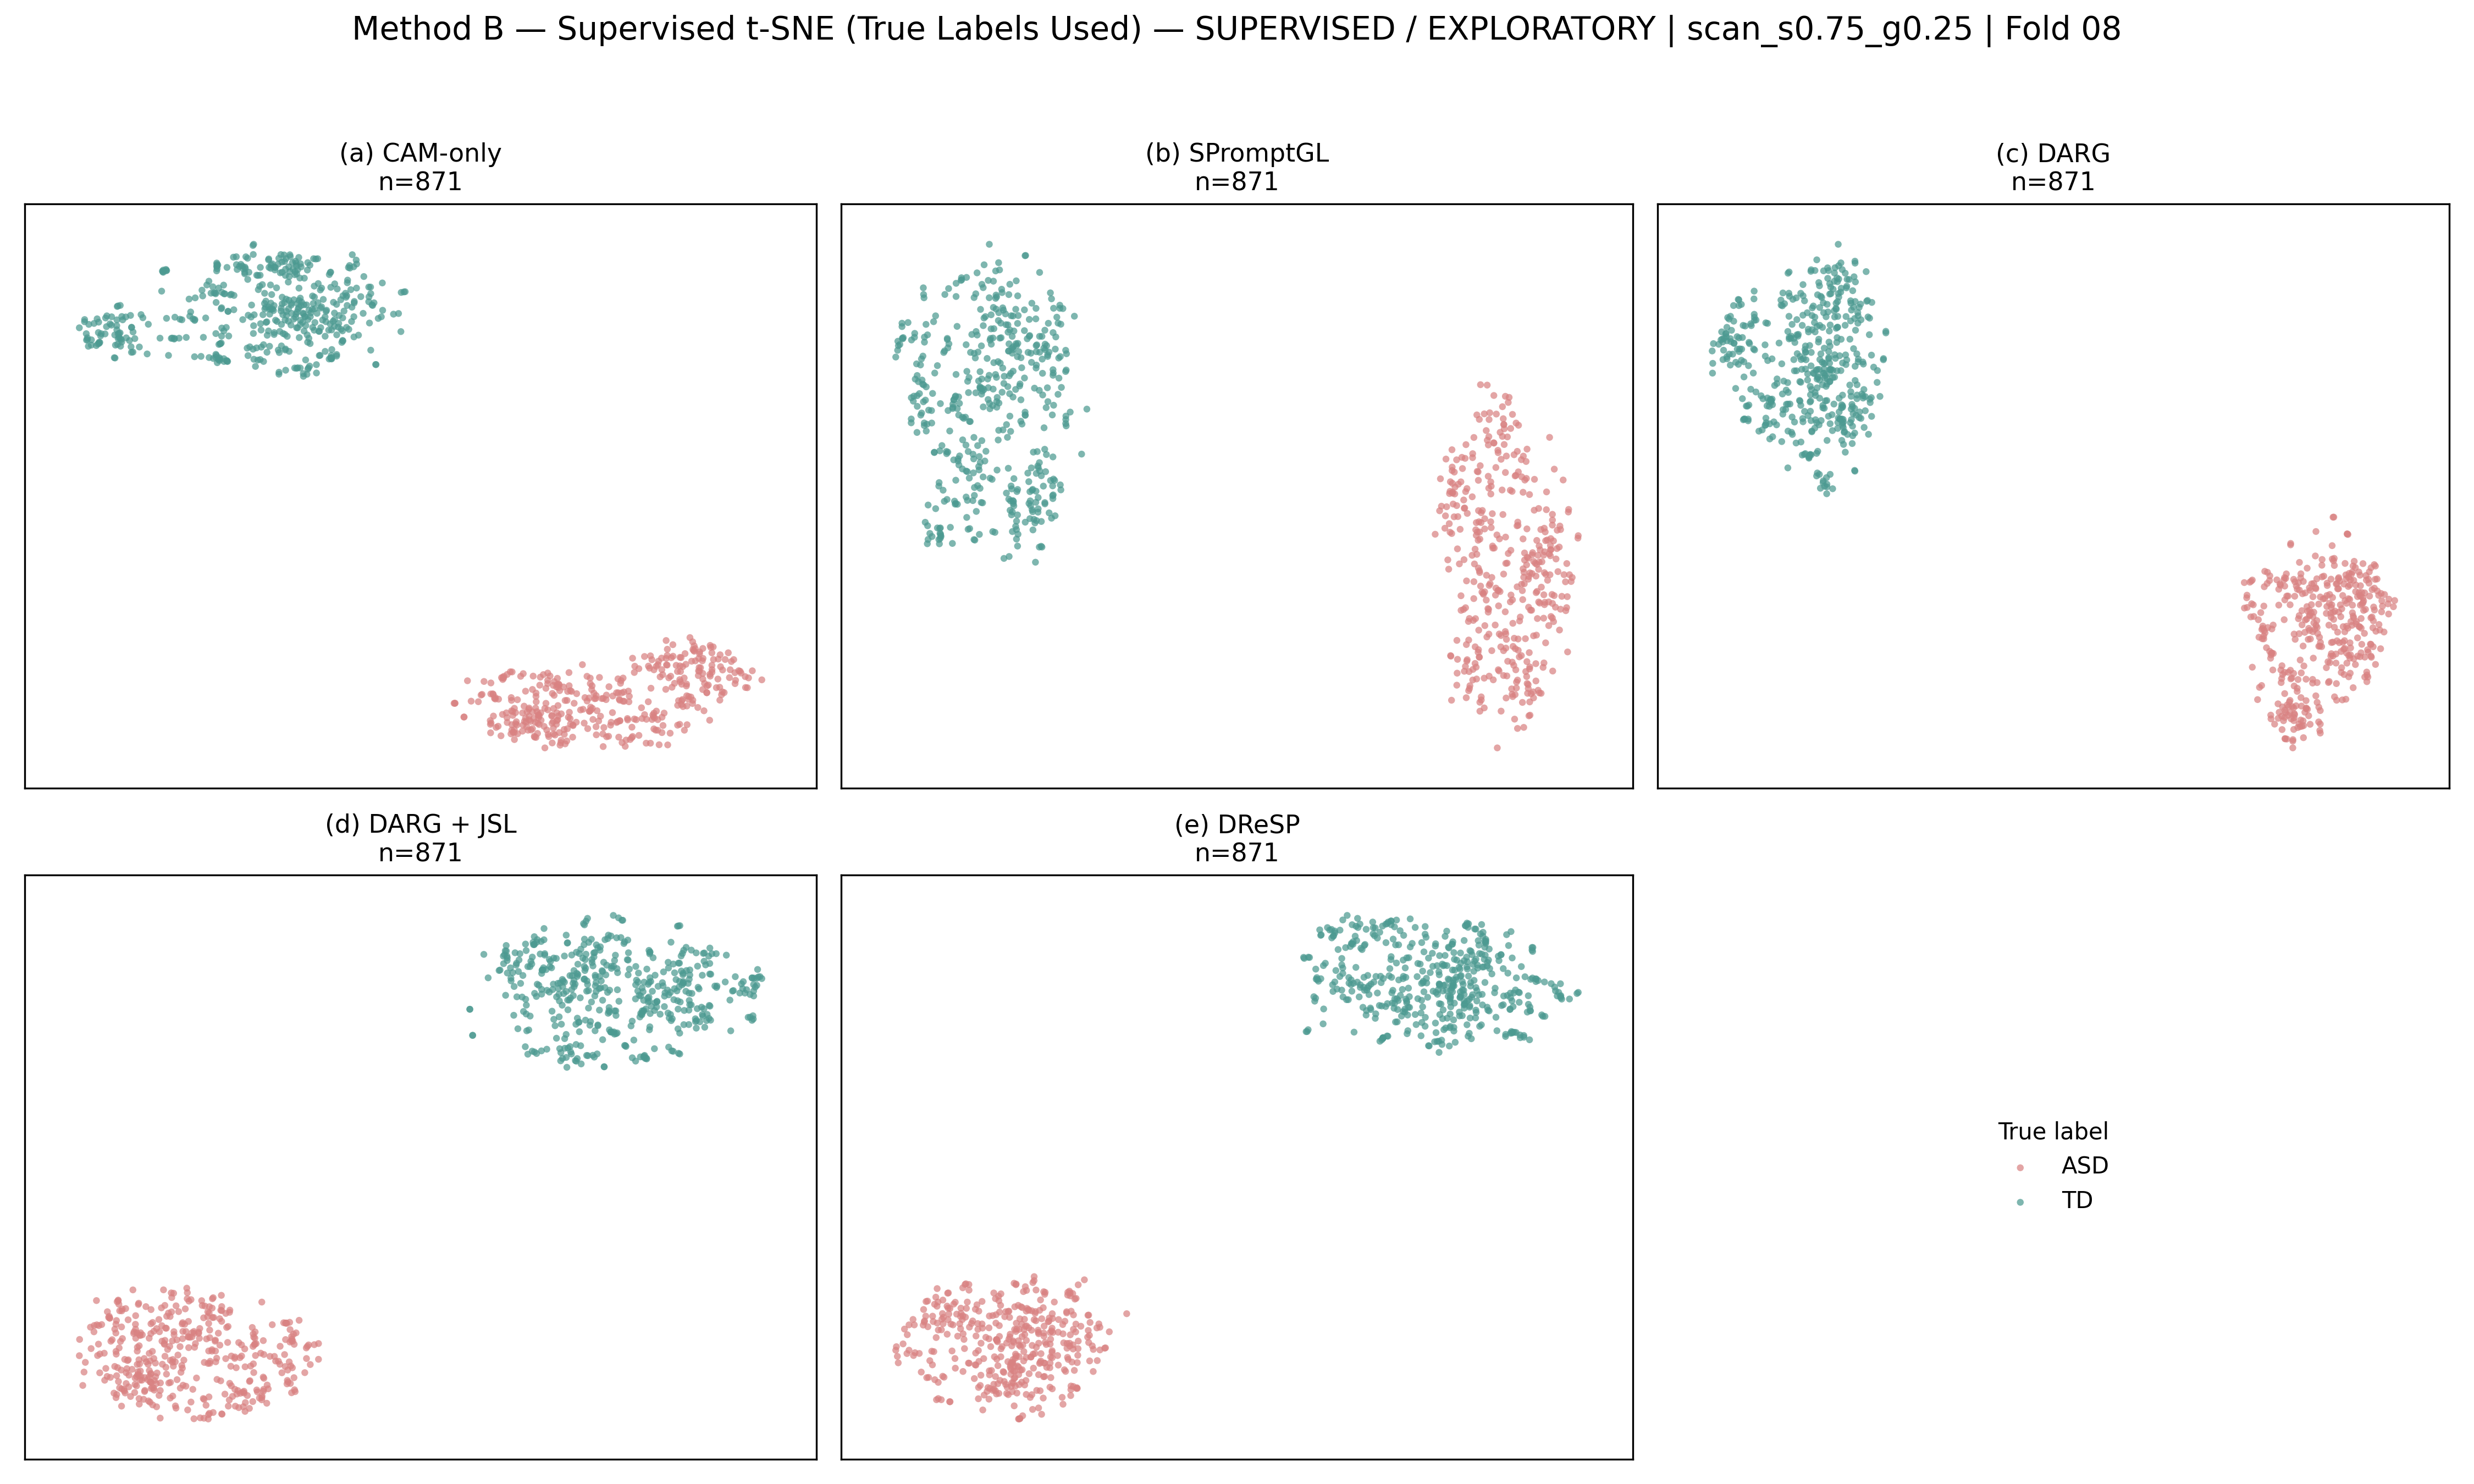 Method B — Supervised t-SNE (True Labels Used) — SUPERVISED / EXPLORATORY | scan_s0.75_g0.25 | Fold 08
(a) CAM-only
n=871
(b) SPromptGL
n=871
(c) DARG
n=871
(d) DARG + JSL
n=871
(e) DReSP
n=871
True label
ASD
TD